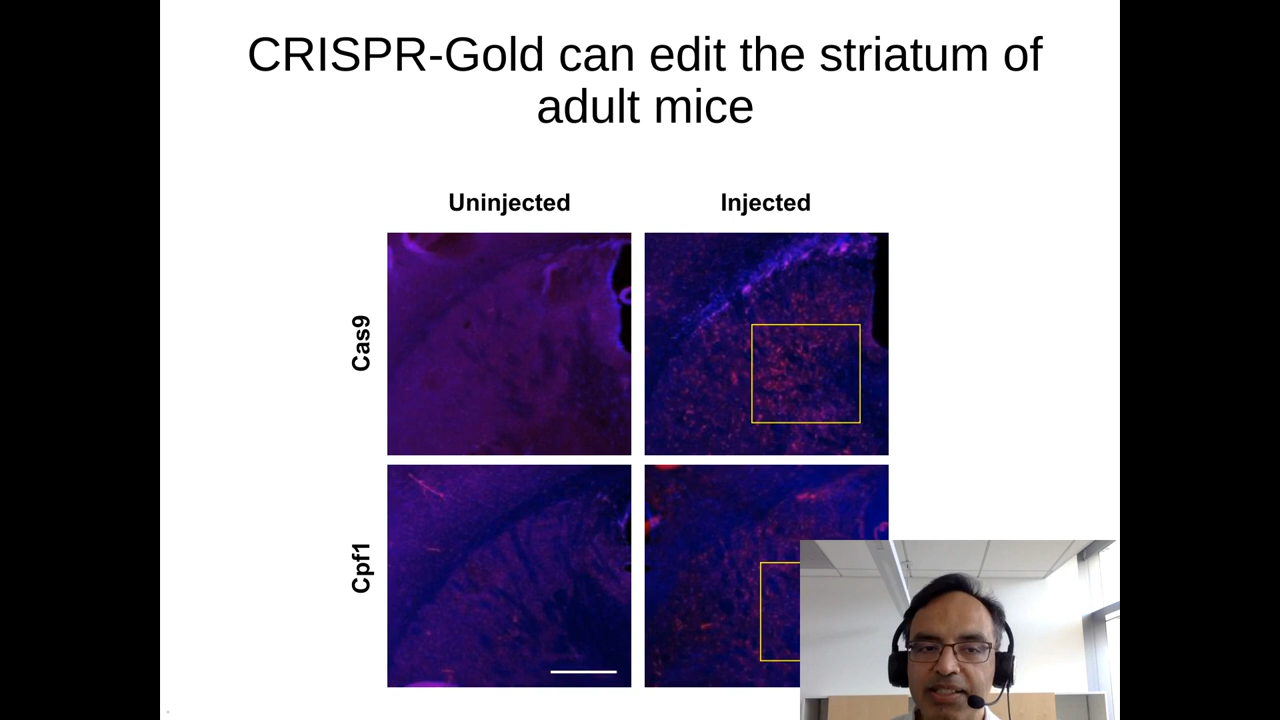 CRISPR-Gold can edit the striatum of
adult mice
Uninjected
Injected
Cas9
Cpf1